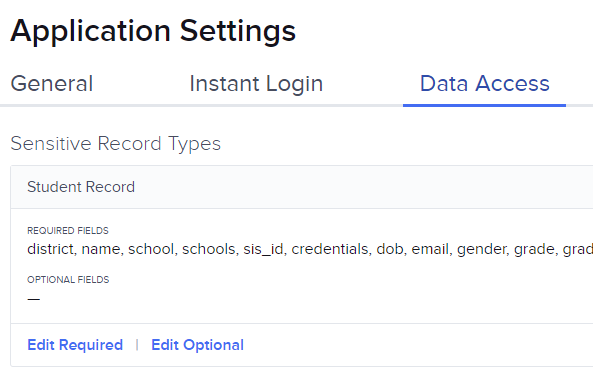 Application Settings
General Instant Login Data Access
Sensitive Record Types
Student Record
REQUIRED FIELDS
district, name, school, schools, sis_id, credentials, dob, email, gender, grade, grad
OPTIONAL FIELDS
—
Edit Required | Edit Optional